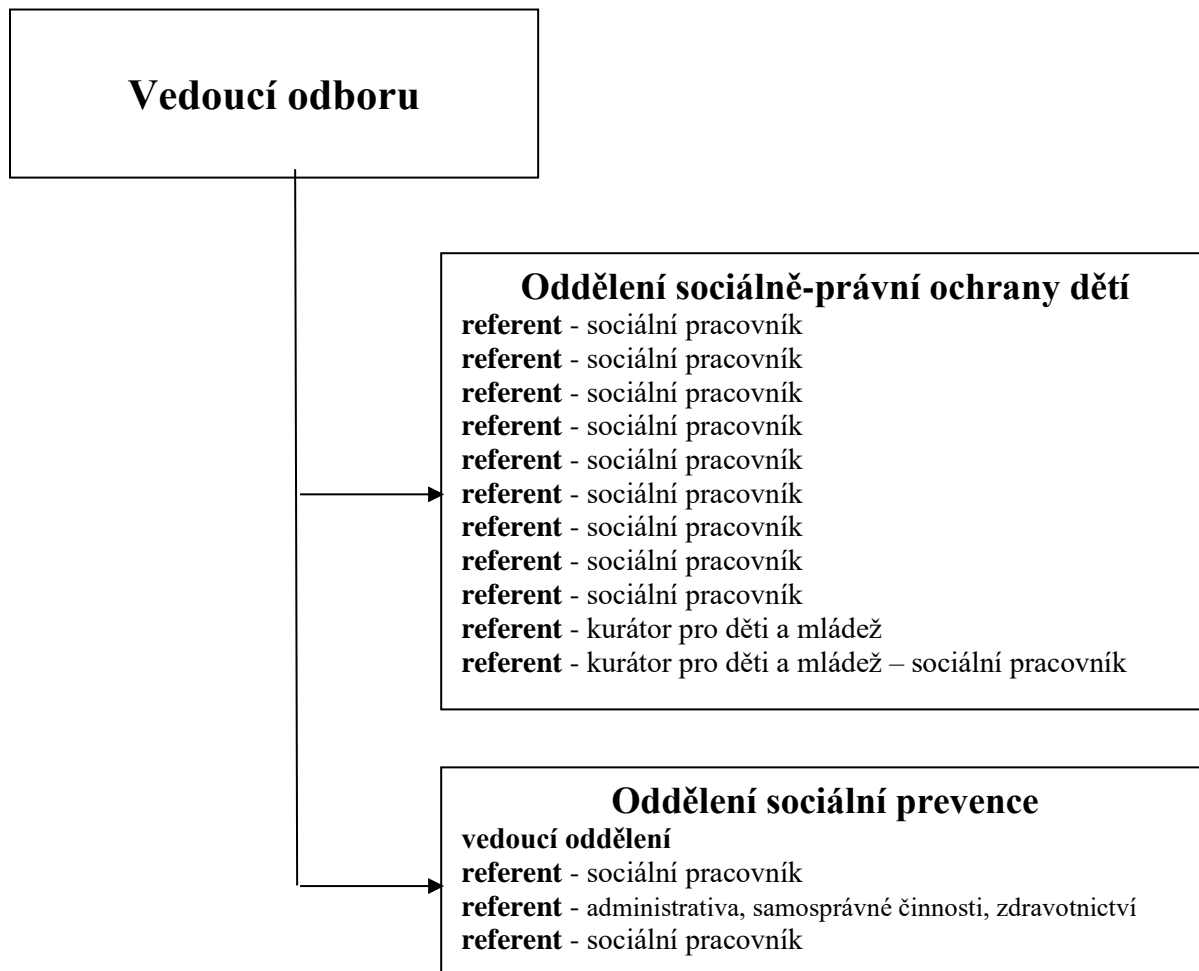 Vedoucí odboru
Oddělení sociálně-právní ochrany dětí
referent - sociální pracovník
referent - sociální pracovník
referent - sociální pracovník
referent - sociální pracovník
referent - sociální pracovník
referent - sociální pracovník
referent - sociální pracovník
referent - sociální pracovník
referent - sociální pracovník
referent - kurátor pro děti a mládež
referent - kurátor pro děti a mládež – sociální pracovník
Oddělení sociální prevence
vedoucí oddělení
referent - sociální pracovník
referent - administrativa, samosprávné činnosti, zdravotnictví
referent - sociální pracovník